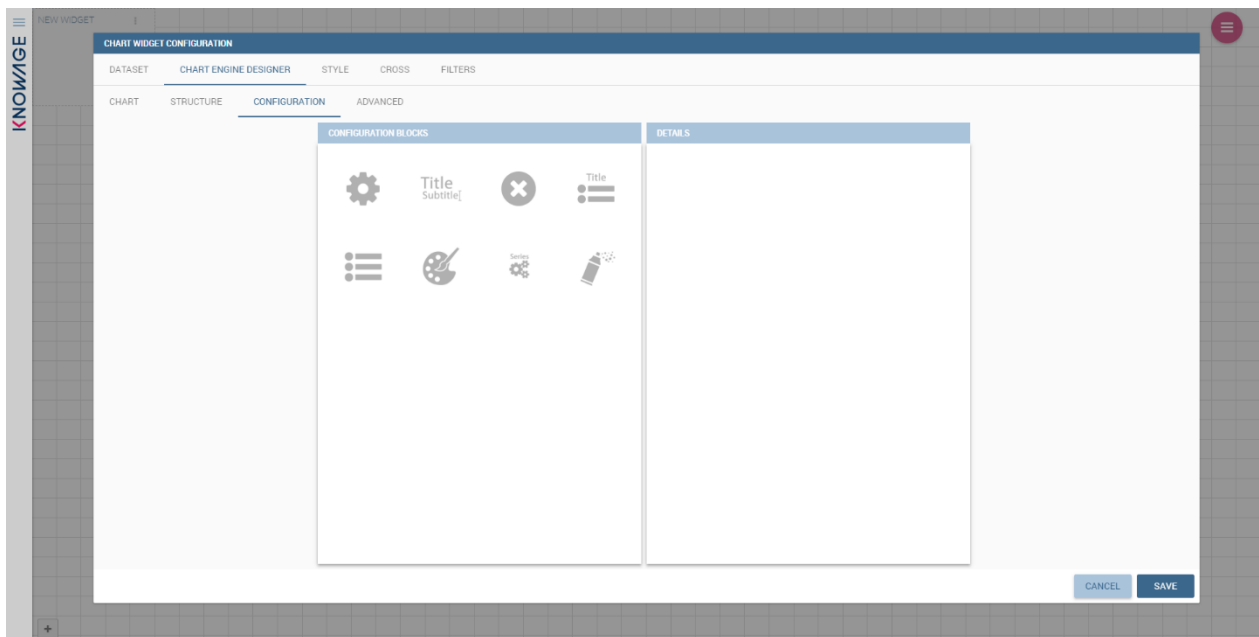 NEW WIDGET
KNOWAGE
CHART WIDGET CONFIGURATION
DATASET CHART ENGINE DESIGNER STYLE CROSS FILTERS
CHART STRUCTURE CONFIGURATION ADVANCED
CONFIGURATION BLOCKS DETAILS
Title
Subtitle[
Title
Series
CANCEL SAVE
+